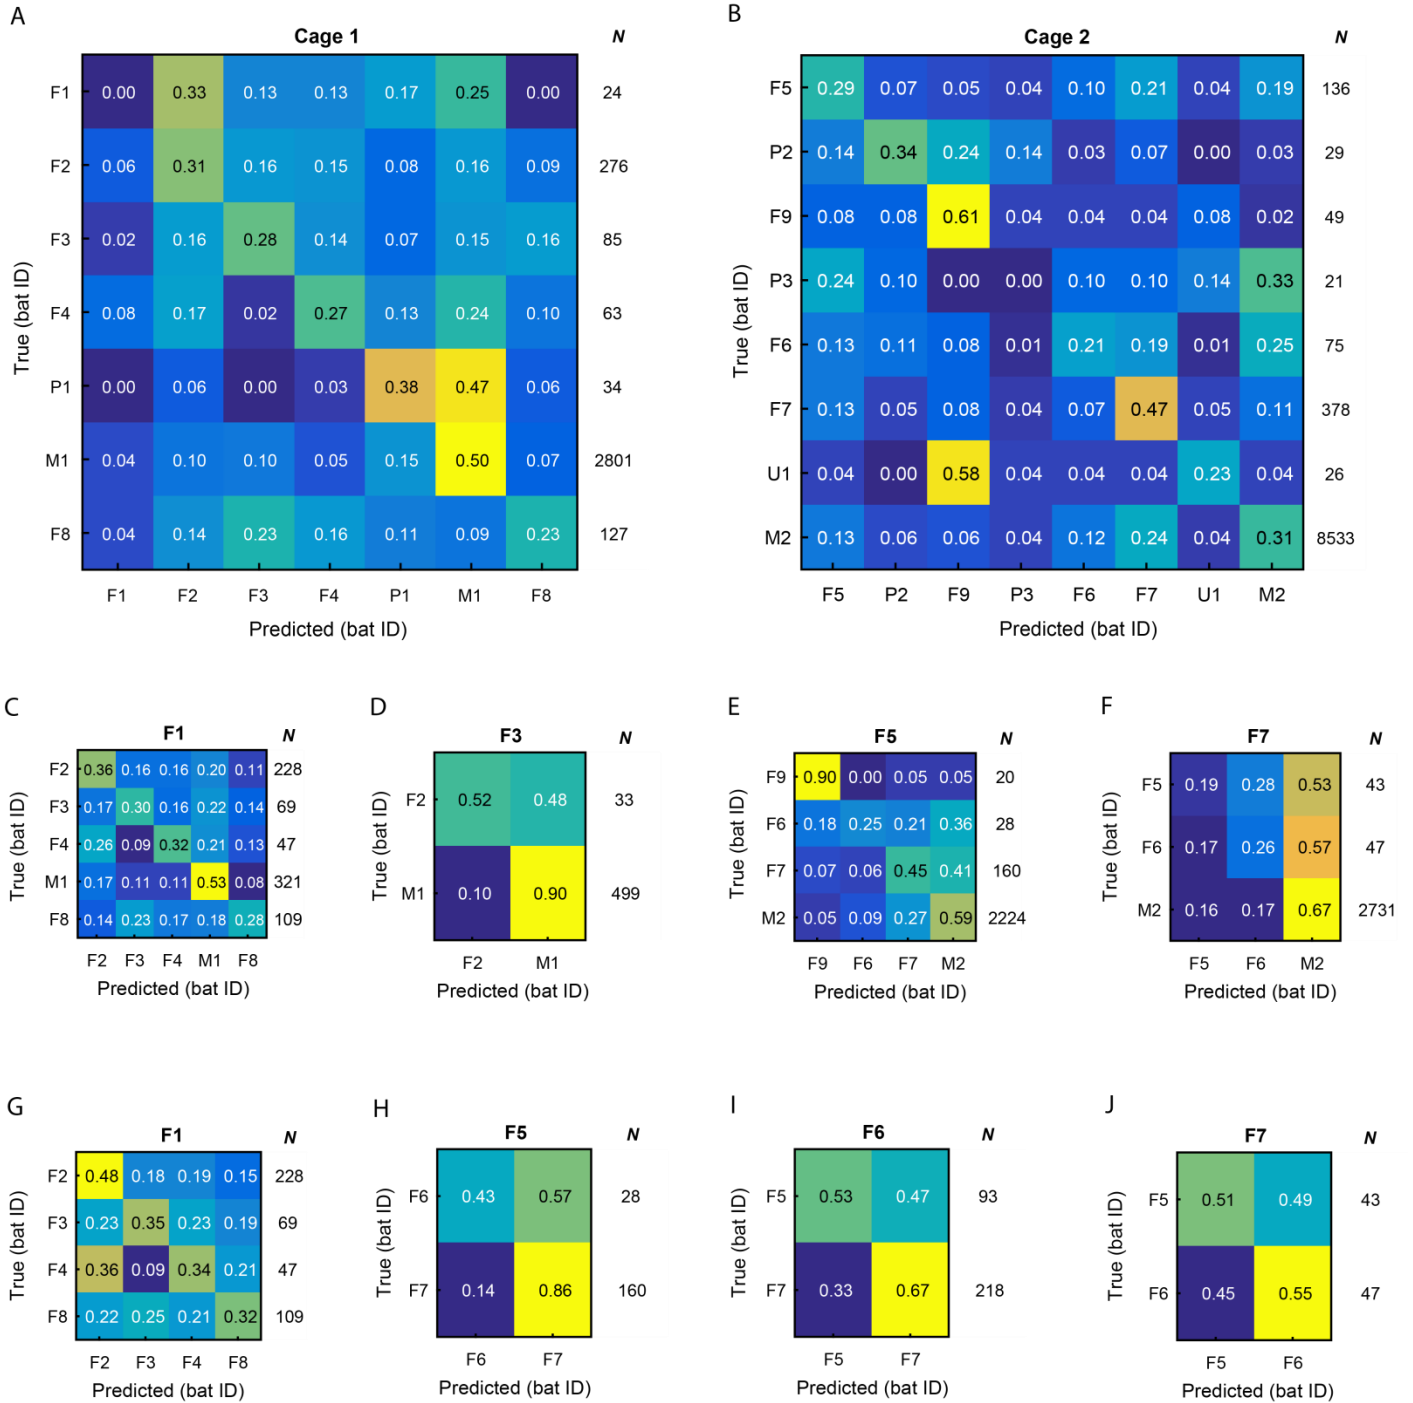 A
Cage 1
N
F1 0.00 0.33 0.13 0.13 0.17 0.25 0.00 24
F2 0.06 0.31 0.16 0.15 0.08 0.16 0.09 276
F3 0.02 0.16 0.28 0.14 0.07 0.15 0.16 85
F4 0.08 0.17 0.02 0.27 0.13 0.24 0.10 63
P1 0.00 0.06 0.00 0.03 0.38 0.47 0.06 34
M1 0.04 0.10 0.10 0.05 0.15 0.50 0.07 2801
F8 0.04 0.14 0.23 0.16 0.11 0.09 0.23 127
True (bat ID)
F1 F2 F3 F4 P1 M1 F8
Predicted (bat ID)
B
Cage 2
N
F5 0.29 0.07 0.05 0.04 0.10 0.21 0.04 0.19 136
P2 0.14 0.34 0.24 0.14 0.03 0.07 0.00 0.03 29
F9 0.08 0.08 0.61 0.04 0.04 0.04 0.08 0.02 49
P3 0.24 0.10 0.00 0.00 0.10 0.10 0.14 0.33 21
F6 0.13 0.11 0.08 0.01 0.21 0.19 0.01 0.25 75
F7 0.13 0.05 0.08 0.04 0.07 0.47 0.05 0.11 378
U1 0.04 0.00 0.58 0.04 0.04 0.04 0.23 0.04 26
M2 0.13 0.06 0.06 0.04 0.12 0.24 0.04 0.31 8533
True (bat ID)
F5 P2 F9 P3 F6 F7 U1 M2
Predicted (bat ID)
C
F1
N
F2 0.36 0.16 0.16 0.20 0.11 228
F3 0.17 0.30 0.16 0.22 0.14 69
F4 0.26 0.09 0.32 0.21 0.13 47
M1 0.17 0.11 0.11 0.53 0.08 321
F8 0.14 0.23 0.17 0.18 0.28 109
True (bat ID)
F2 F3 F4 M1 F8
Predicted (bat ID)
D
F3
N
F2 0.52 0.48 33
M1 0.10 0.90 499
True (bat ID)
F2 M1
Predicted (bat ID)
E
F5
N
F9 0.90 0.00 0.05 0.05 20
F6 0.18 0.25 0.21 0.36 28
F7 0.07 0.06 0.45 0.41 160
M2 0.05 0.09 0.27 0.59 2224
True (bat ID)
F9 F6 F7 M2
Predicted (bat ID)
F
F7
N
F5 0.19 0.28 0.53 43
F6 0.17 0.26 0.57 47
M2 0.16 0.17 0.67 2731
True (bat ID)
F5 F6 M2
Predicted (bat ID)
G
F1
N
F2 0.48 0.18 0.19 0.15 228
F3 0.23 0.35 0.23 0.19 69
F4 0.36 0.09 0.34 0.21 47
F8 0.22 0.25 0.21 0.32 109
True (bat ID)
F2 F3 F4 F8
Predicted (bat ID)
H
F5
N
F6 0.43 0.57 28
F7 0.14 0.86 160
True (bat ID)
F6 F7
Predicted (bat ID)
I
F6
N
F5 0.53 0.47 93
F7 0.33 0.67 218
True (bat ID)
F5 F7
Predicted (bat ID)
J
F7
N
F5 0.51 0.49 43
F6 0.45 0.55 47
True (bat ID)
F5 F6
Predicted (bat ID)